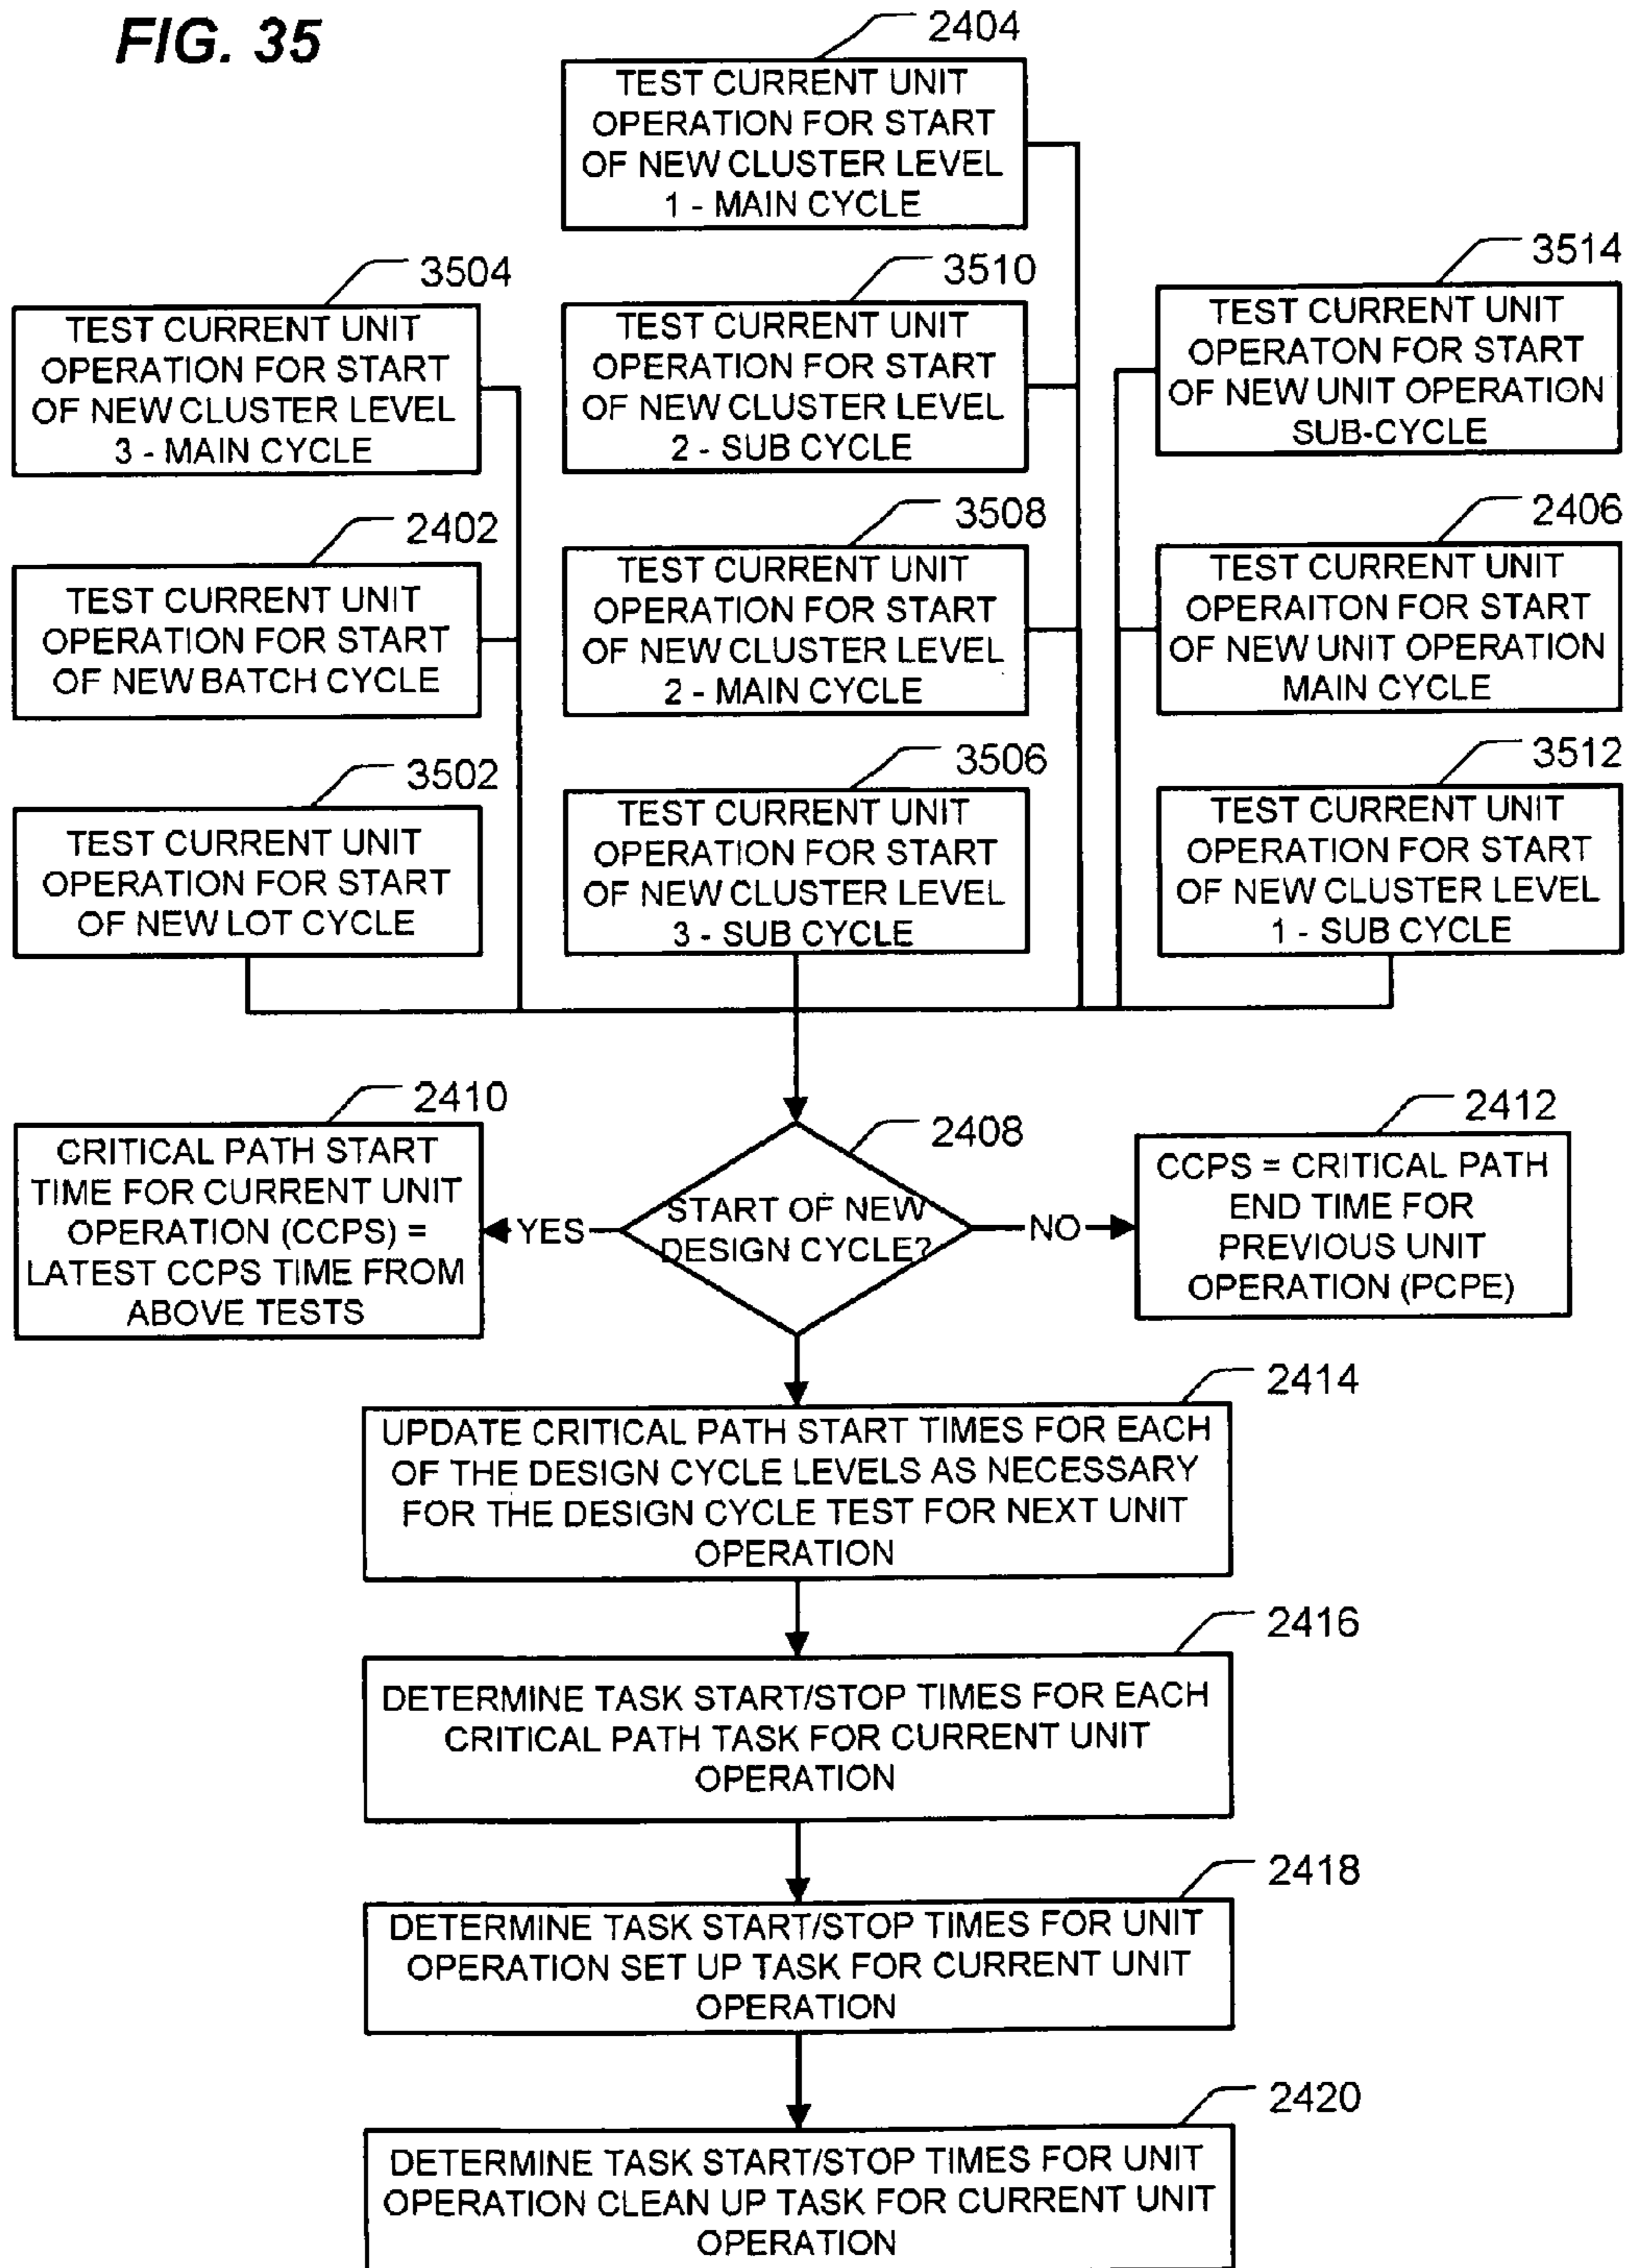 FIG. 35
2404
TEST CURRENT UNIT
OPERATION FOR START
OF NEW CLUSTER LEVEL
1 - MAIN CYCLE
3504
TEST CURRENT UNIT
OPERATION FOR START
OF NEW CLUSTER LEVEL
3 - MAIN CYCLE
3510
TEST CURRENT UNIT
OPERATION FOR START
OF NEW CLUSTER LEVEL
2 - SUB CYCLE
3514
TEST CURRENT UNIT
OPERATON FOR START
OF NEW UNIT OPERATION
SUB-CYCLE
2402
TEST CURRENT UNIT
OPERATION FOR START
OF NEW BATCH CYCLE
3508
TEST CURRENT UNIT
OPERATION FOR START
OF NEW CLUSTER LEVEL
2 - MAIN CYCLE
2406
TEST CURRENT UNIT
OPERAITON FOR START
OF NEW UNIT OPERATION
MAIN CYCLE
3502
TEST CURRENT UNIT
OPERATION FOR START
OF NEW LOT CYCLE
3506
TEST CURRENT UNIT
OPERATION FOR START
OF NEW CLUSTER LEVEL
3 - SUB CYCLE
3512
TEST CURRENT UNIT
OPERATION FOR START
OF NEW CLUSTER LEVEL
1 - SUB CYCLE
2410
CRITICAL PATH START
TIME FOR CURRENT UNIT
OPERATION (CCPS) =
LATEST CCPS TIME FROM
ABOVE TESTS
YES
2408
START OF NEW
DESIGN CYCLE?
NO
2412
CCPS = CRITICAL PATH
END TIME FOR
PREVIOUS UNIT
OPERATION (PCPE)
2414
UPDATE CRITICAL PATH START TIMES FOR EACH
OF THE DESIGN CYCLE LEVELS AS NECESSARY
FOR THE DESIGN CYCLE TEST FOR NEXT UNIT
OPERATION
2416
DETERMINE TASK START/STOP TIMES FOR EACH
CRITICAL PATH TASK FOR CURRENT UNIT
OPERATION
2418
DETERMINE TASK START/STOP TIMES FOR UNIT
OPERATION SET UP TASK FOR CURRENT UNIT
OPERATION
2420
DETERMINE TASK START/STOP TIMES FOR UNIT
OPERATION CLEAN UP TASK FOR CURRENT UNIT
OPERATION